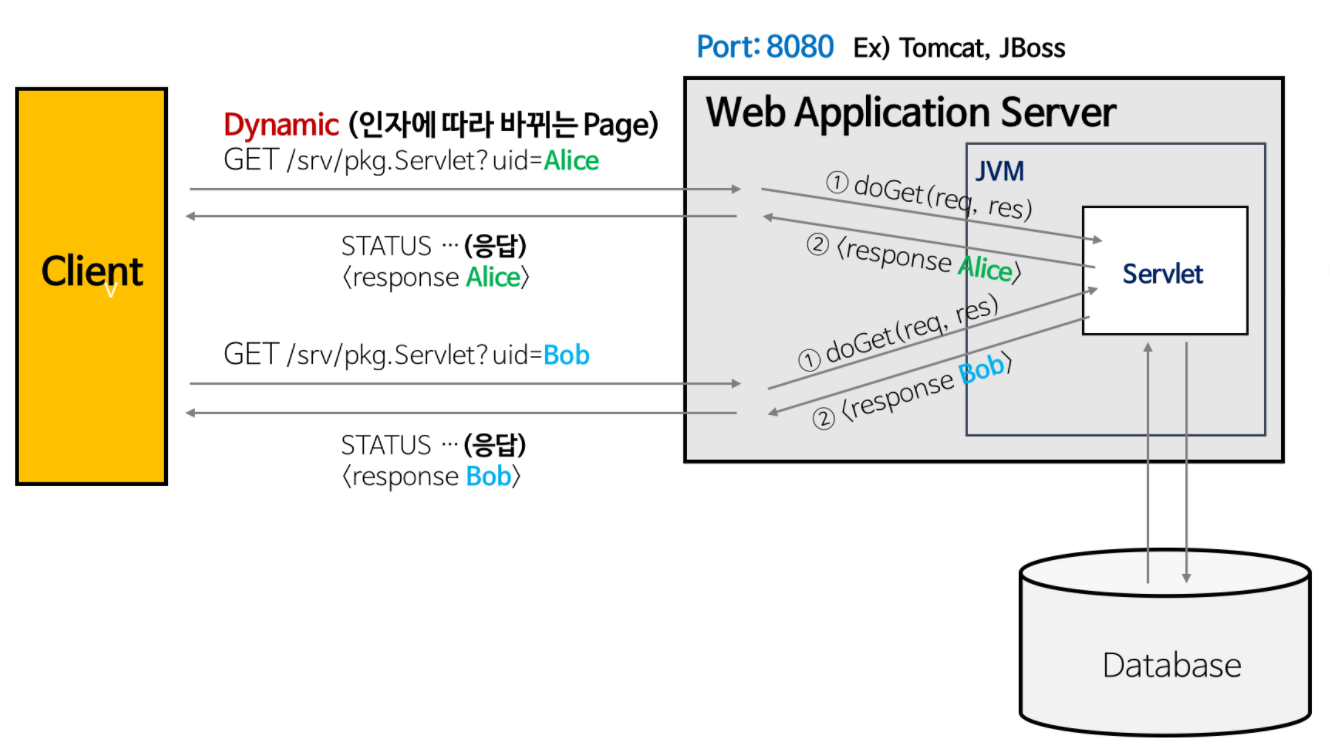 Port: 8080 Ex) Tomcat, JBoss
Web Application Server
Dynamic (인자에 따라 바뀌는 Page)
GET /srv/pkg.Servlet? uid=Alice
JVM
① doGet(req, res)
STATUS ··· (응답)
〈response Alice〉
② 〈response Alice〉
Client
v
Servlet
GET /srv/pkg.Servlet? uid=Bob
① doGet(req, res)
② 〈response Bob〉
STATUS ··· (응답)
〈response Bob〉
Database